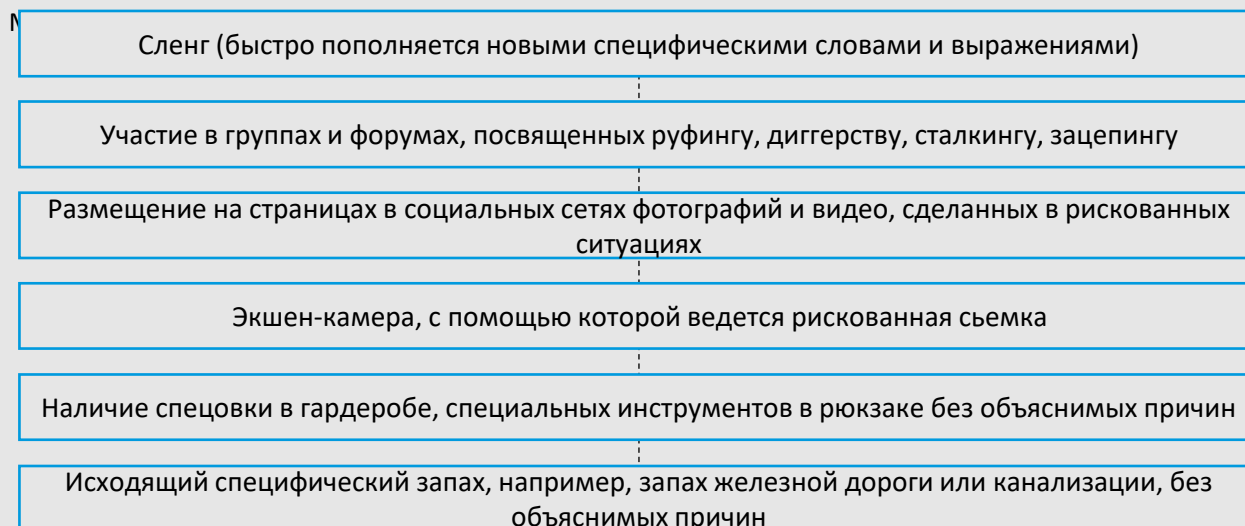 Сленг (быстро пополняется новыми специфическими словами и выражениями)
Участие в группах и форумах, посвященных руфингу, диггерству, сталкингу, зацепингу
Размещение на страницах в социальных сетях фотографий и видео, сделанных в рискованных
ситуациях
Экшен-камера, с помощью которой ведется рискованная сьемка
Наличие спецовки в гардеробе, специальных инструментов в рюкзаке без объяснимых причин
Исходящий специфический запах, например, запах железной дороги или канализации, без
объяснимых причин